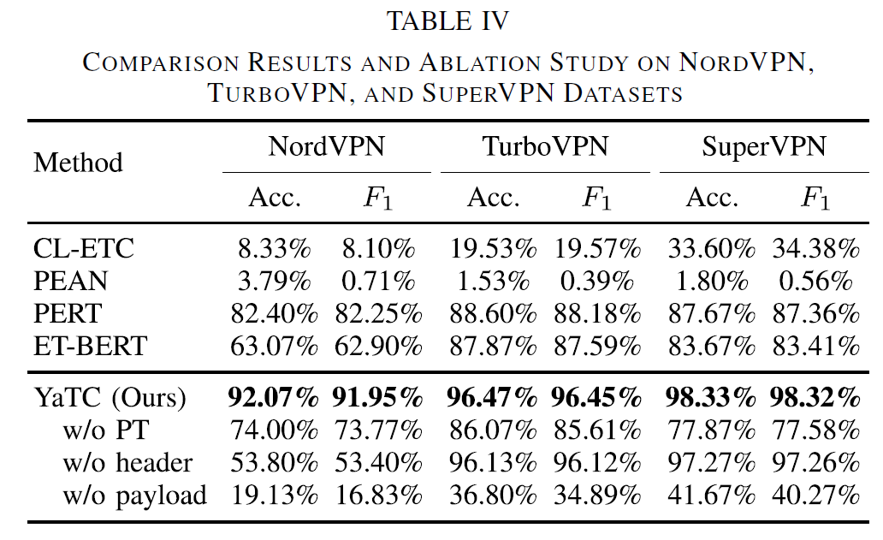 TABLE IV
COMPARISON RESULTS AND ABLATION STUDY ON NORDVPN,
TURBOVPN, AND SUPERVPN DATASETS
Method NordVPN TurboVPN SuperVPN
Acc. F1 Acc. F1 Acc. F1
CL-ETC 8.33% 8.10% 19.53% 19.57% 33.60% 34.38%
PEAN 3.79% 0.71% 1.53% 0.39% 1.80% 0.56%
PERT 82.40% 82.25% 88.60% 88.18% 87.67% 87.36%
ET-BERT 63.07% 62.90% 87.87% 87.59% 83.67% 83.41%
YaTC (Ours) 92.07% 91.95% 96.47% 96.45% 98.33% 98.32%
w/o PT 74.00% 73.77% 86.07% 85.61% 77.87% 77.58%
w/o header 53.80% 53.40% 96.13% 96.12% 97.27% 97.26%
w/o payload 19.13% 16.83% 36.80% 34.89% 41.67% 40.27%